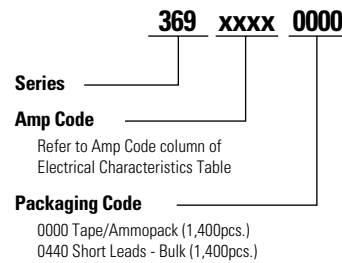 369 xxxx 0000
Series
Amp Code
Refer to Amp Code column of
Electrical Characteristics Table
Packaging Code
0000 Tape/Ammopack (1,400pcs.)
0440 Short Leads - Bulk (1,400pcs.)